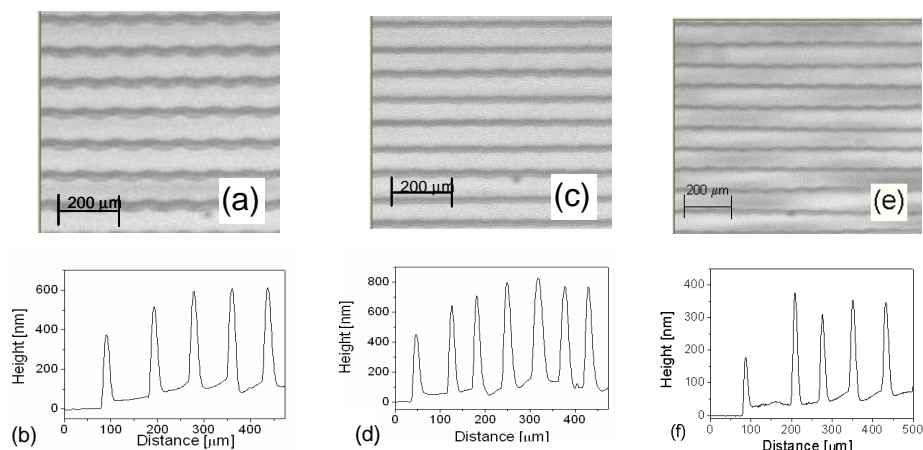 200 μm (a)
200 μm (c)
200 μm (e)
Height [nm]
600
400
200
0
0 100 200 300 400
Distance [μm]
(b)
Height [nm]
800
600
400
200
0
0 100 200 300 400
Distance [μm]
(d)
Height [nm]
400
300
200
100
0
0 100 200 300 400 500
Distance [μm]
(f)